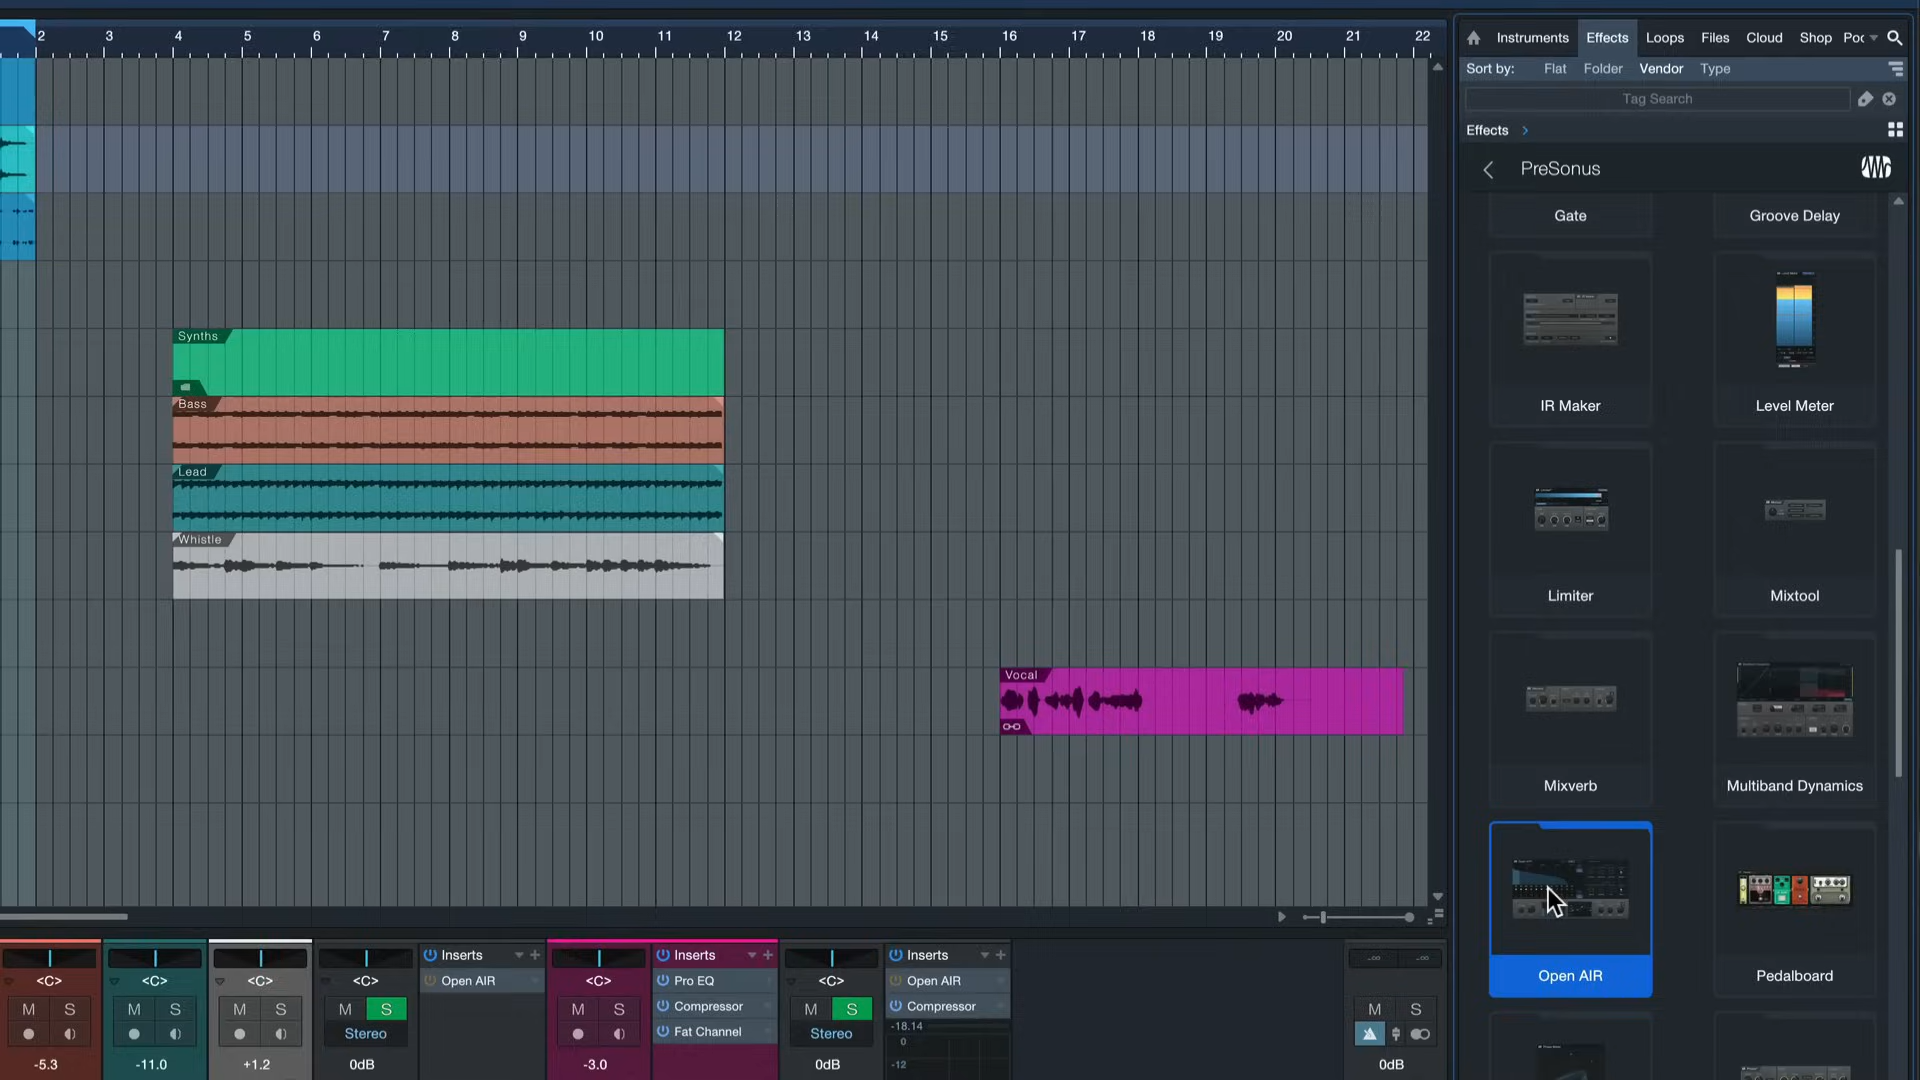 2 3 4 5 6 7 8 9 10 11 12 13 14 15 16 17 18 19 20 21 22
Instruments Effects Loops Files Cloud Shop Poc
Sort by: Flat Folder Vendor Type
Tag Search
Effects
PreSonus
Gate Groove Delay
IR Maker Level Meter
Limiter Mixtool
Mixverb Multiband Dynamics
Open AIR Pedalboard
Synths
Bass
Lead
Whistle
Vocal
Inserts Inserts Inserts
<C> <C> <C> <C> Open AIR <C> Pro EQ <C> Open AIR
M S M S M S M S M S Compressor M S Compressor M S
Stereo Fat Channel Stereo
-18.14
0
-12
-5.3 -11.0 +1.2 0dB -3.0 0dB 0dB